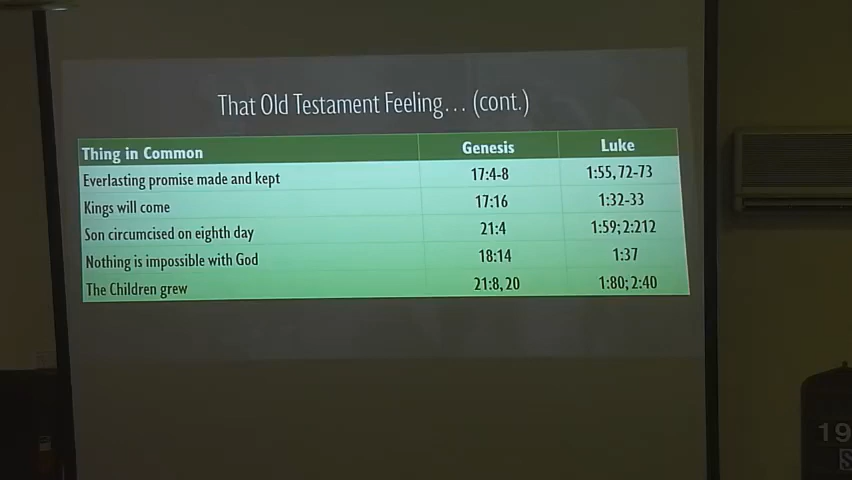 That Old Testament Feeling... (cont.)
Thing in Common Genesis Luke
Everlasting promise made and kept 17:4-8 1:55, 72-73
Kings will come 17:16 1:32-33
Son circumcised on eighth day 21:4 1:59; 2:212
Nothing is impossible with God 18:14 1:37
The Children grew 21:8, 20 1:80; 2:40
19
S